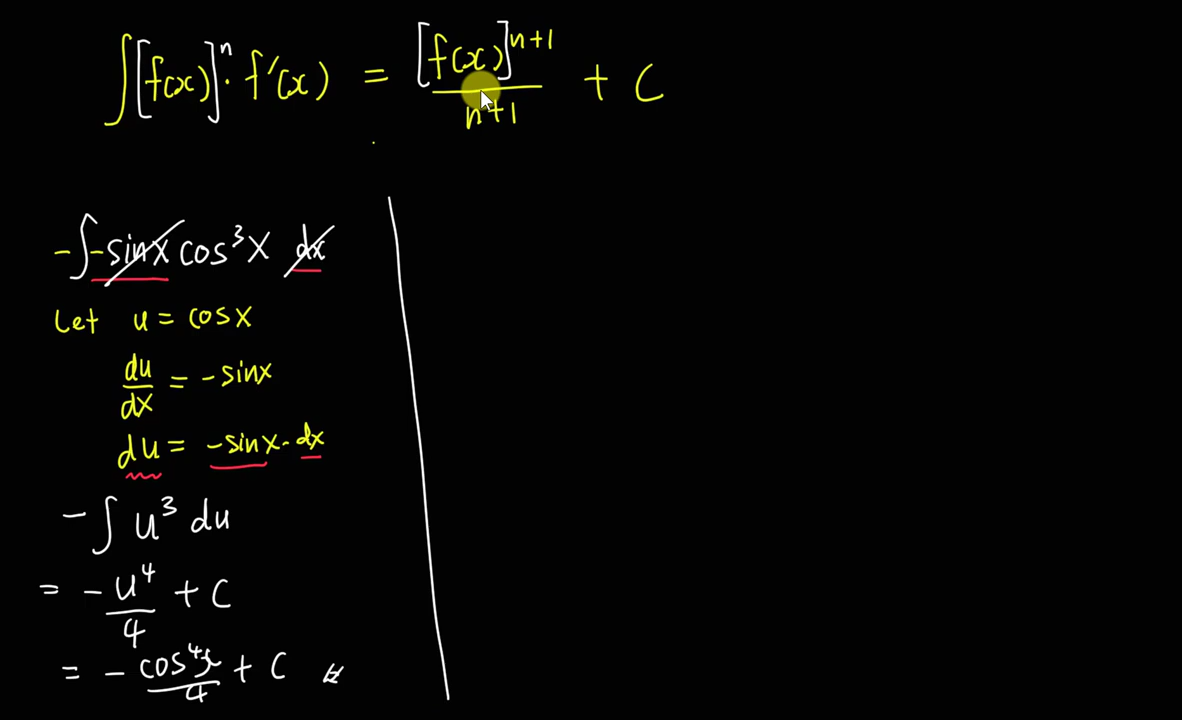 ∫[f(x)]ⁿ · f'(x) = [f(x)]ⁿ⁺¹ / n+1 + C
-∫-sinx cos³x dx
Let u = cosx
du/dx = -sinx
du = -sinx · dx
-∫ u³ du
= -u⁴/4 + C
= -cos⁴x/4 + C